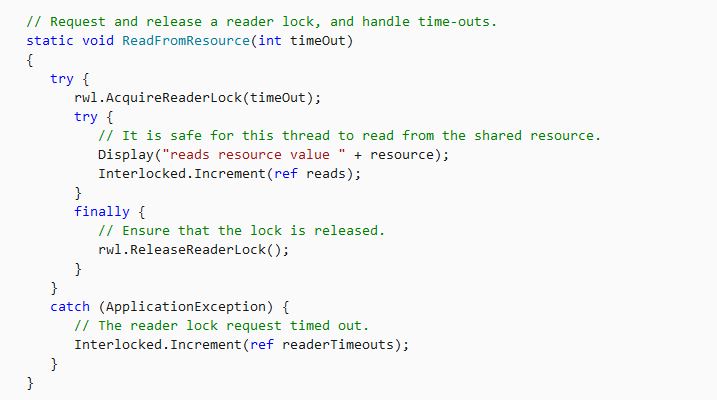 // Request and release a reader lock, and handle time-outs.
static void ReadFromResource(int timeOut)
{
   try {
      rwl.AcquireReaderLock(timeOut);
      try {
         // It is safe for this thread to read from the shared resource.
         Display("reads resource value " + resource);
         Interlocked.Increment(ref reads);
      }
      finally {
         // Ensure that the lock is released.
         rwl.ReleaseReaderLock();
      }
   }
   catch (ApplicationException) {
      // The reader lock request timed out.
      Interlocked.Increment(ref readerTimeouts);
   }
}